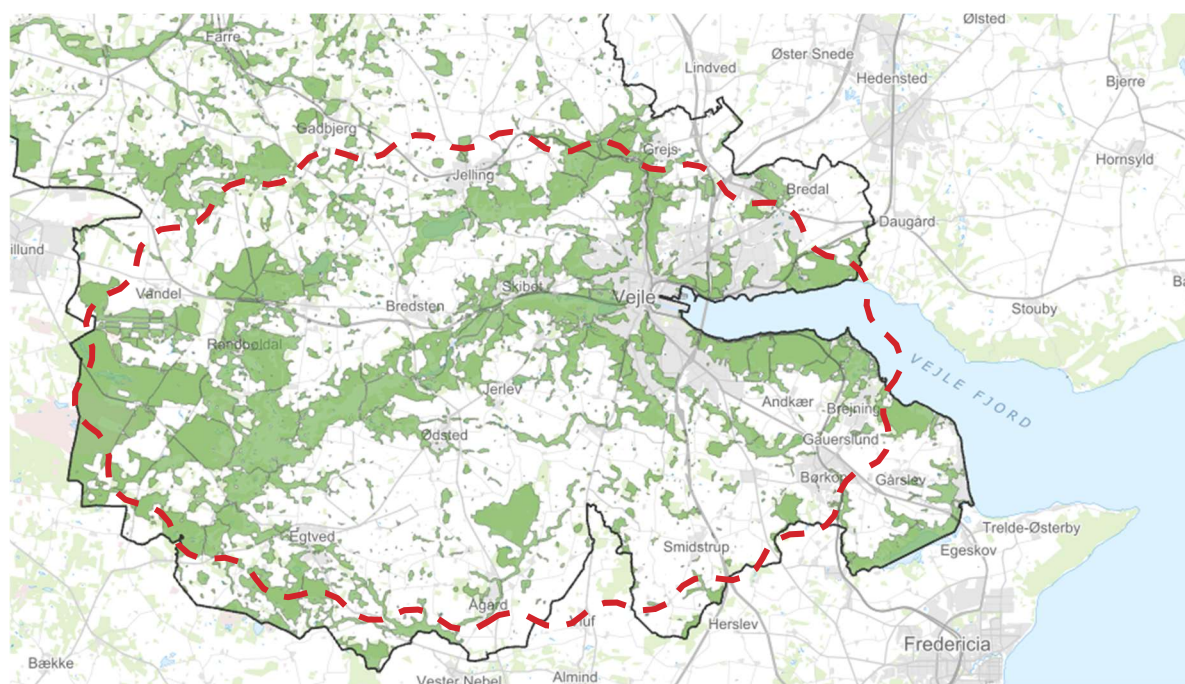 Ølsted
Farre
Øster Snede
Lindved
Hedensted
Bjerre
Gadbjerg
Grejs
Hornsyld
Jelling
Bredal
Daugård
illund
Skibet
Vandel
Bredsten
Vejle
Stouby
Randbøldal
VEJLE FJORD
Jerlev
Andkær
Brejning
Ødsted
Gauerslund
Børkop
Gårslev
Trelde-Østerby
Egtved
Smidstrup
Egeskov
Ågård
Herslev
Fredericia
Bække
Almind
Vester Nebel